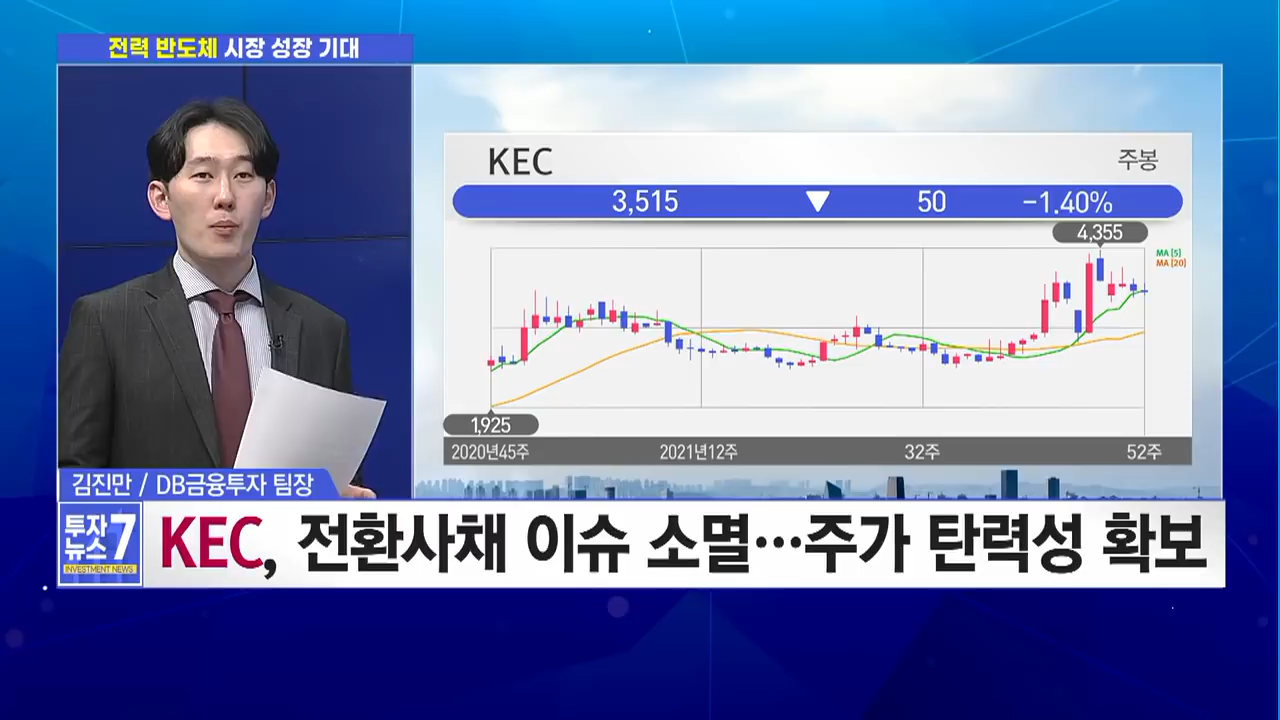 전력 반도체 시장 성장 기대
KEC
주봉
3,515 ▼ 50 -1.40%
4,355
MA [5]
MA [20]
1,925
2020년45주 2021년12주 32주 52주
김진만 / DB금융투자 팀장
투자
뉴스 7
INVESTMENT NEWS
KEC, 전환사채 이슈 소멸…주가 탄력성 확보